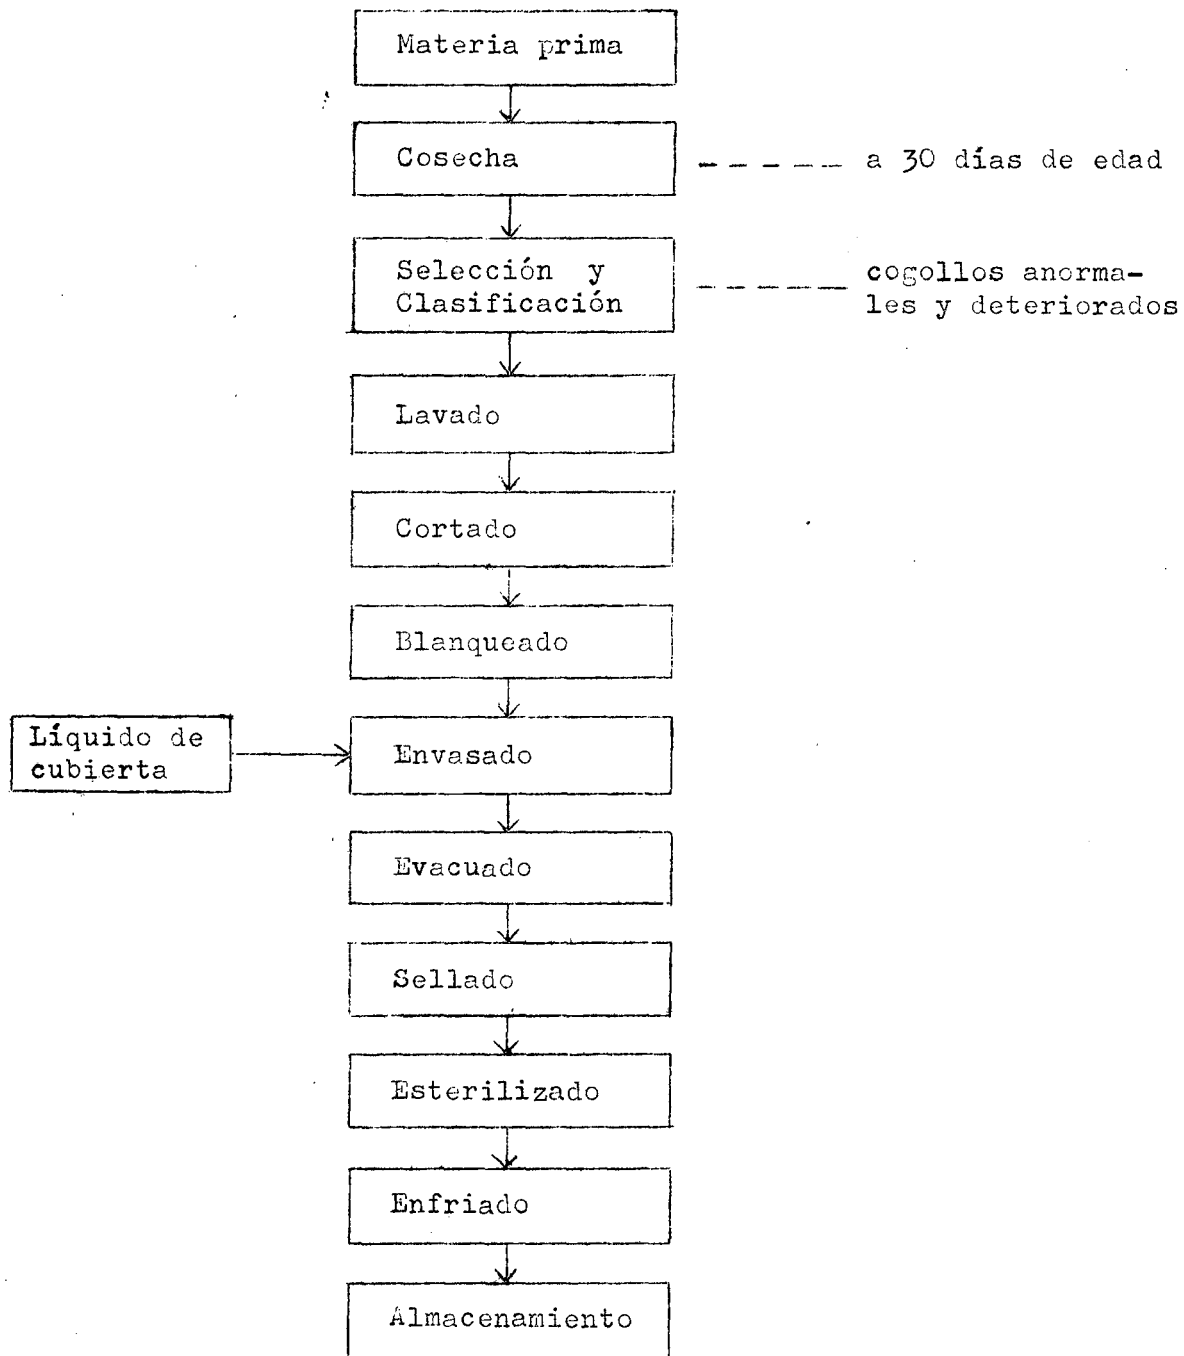 Materia prima
Cosecha
– – – – – a 30 días de edad
Selección y
Clasificación
– – – – – cogollos anorma-
les y deteriorados
Lavado
Cortado
Blanqueado
Líquido de
cubierta
Envasado
Evacuado
Sellado
Esterilizado
Enfriado
Almacenamiento